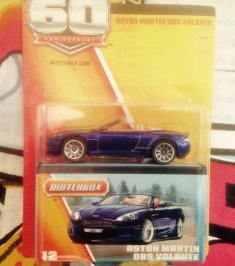 60
ANNIVERSARY
ASTON MARTIN DBS VOLANTE
MATCHBOX.COM
MATCHBOX
12
ASTON MARTIN
DBS VOLANTE